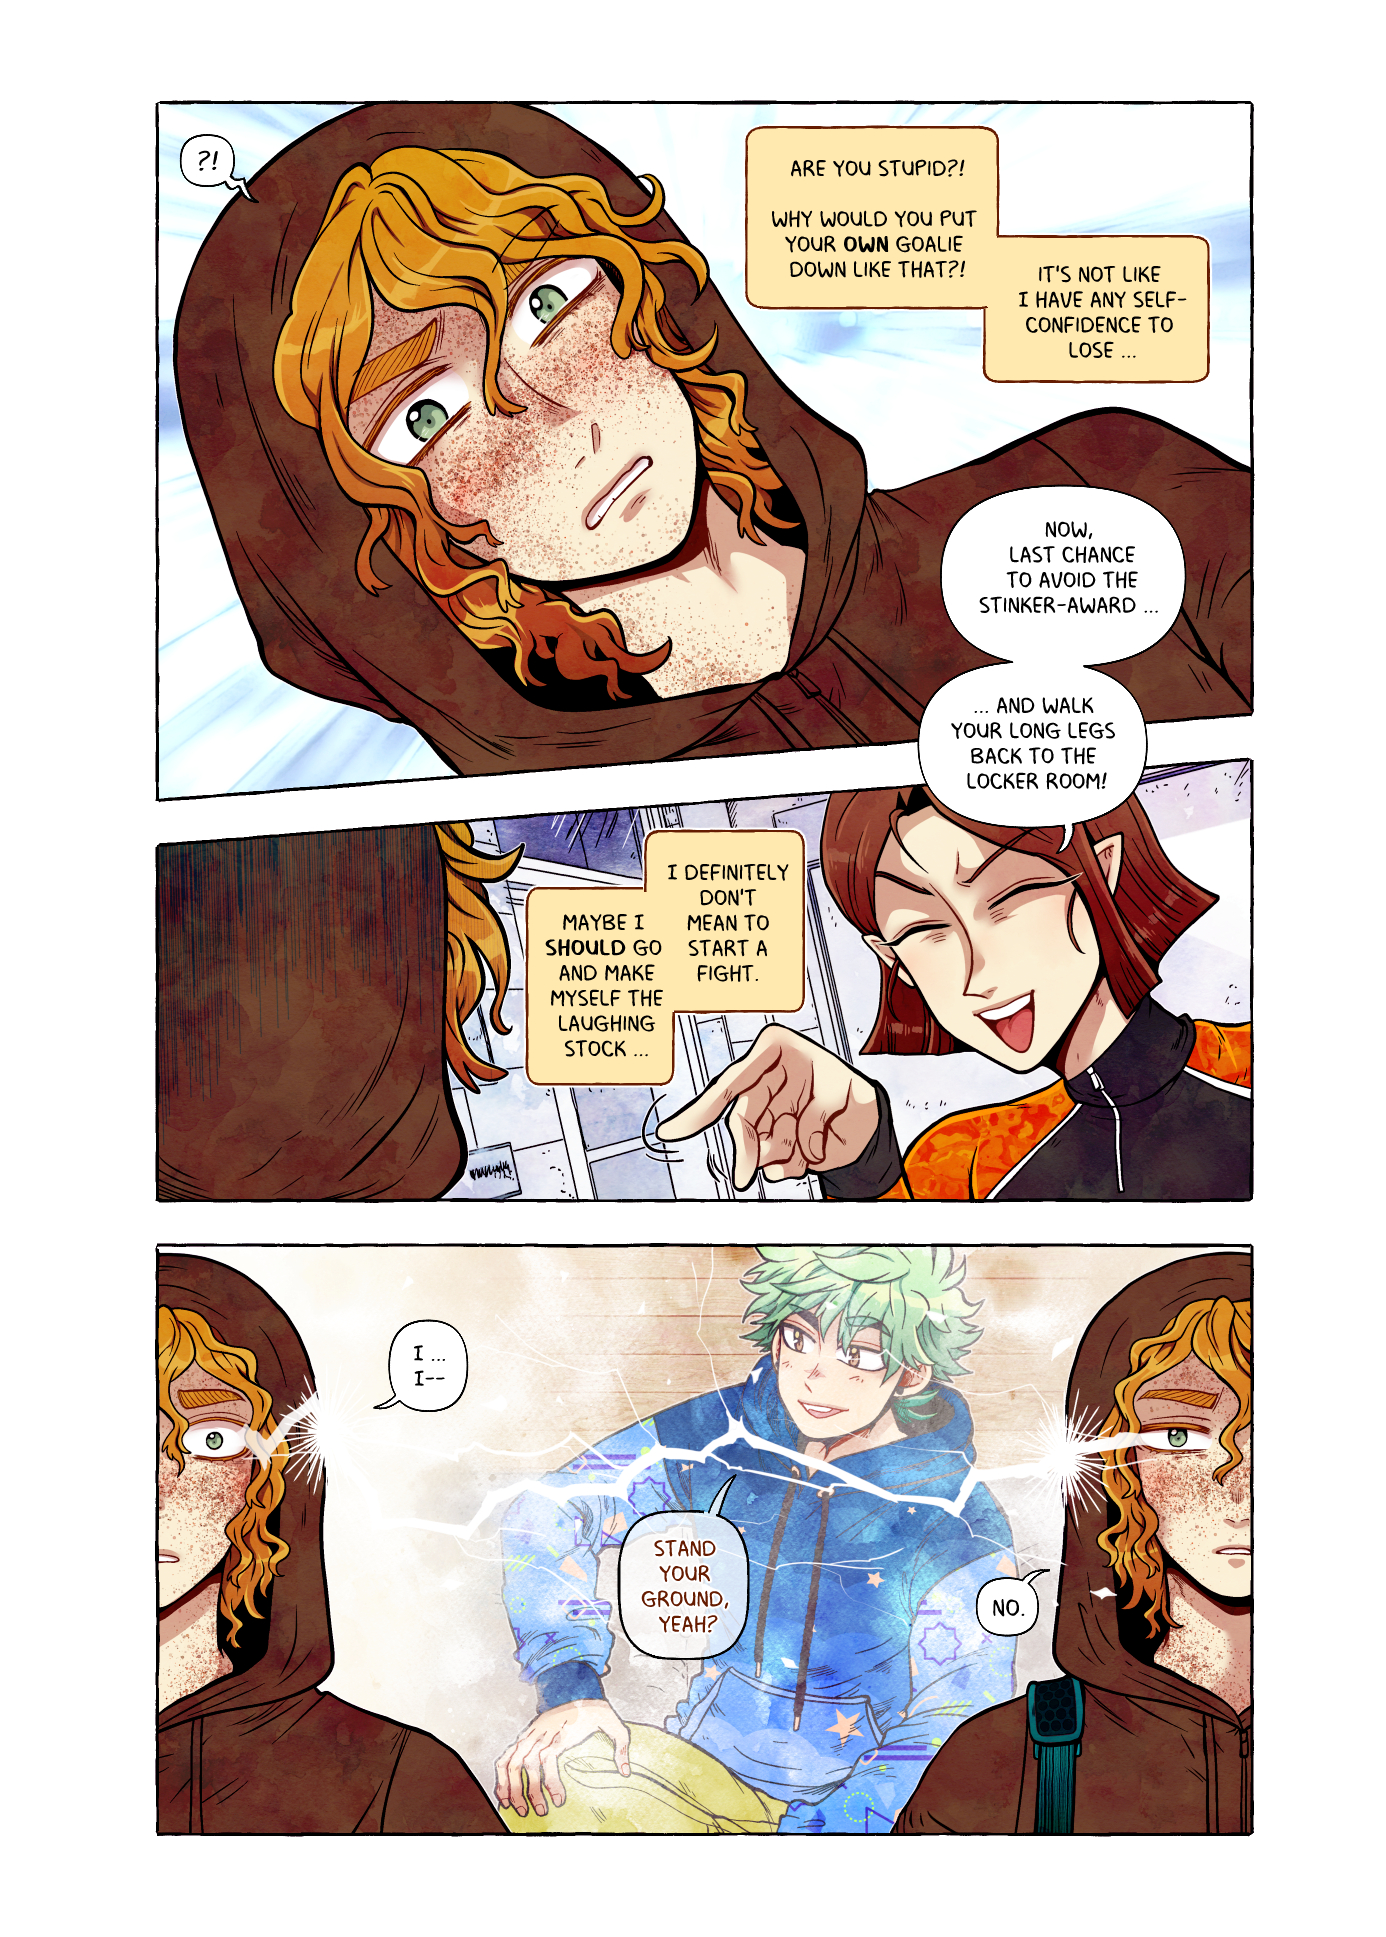 ?!
ARE YOU STUPID?!
WHY WOULD YOU PUT
YOUR OWN GOALIE
DOWN LIKE THAT?!
IT'S NOT LIKE
I HAVE ANY SELF-
CONFIDENCE TO
LOSE ...
NOW,
LAST CHANCE
TO AVOID THE
STINKER-AWARD ...
... AND WALK
YOUR LONG LEGS
BACK TO THE
LOCKER ROOM!
I DEFINITELY
DON'T
MEAN TO
START A
FIGHT.
MAYBE I
SHOULD GO
AND MAKE
MYSELF THE
LAUGHING
STOCK ...
I ...
I--
STAND
YOUR
GROUND,
YEAH?
NO.